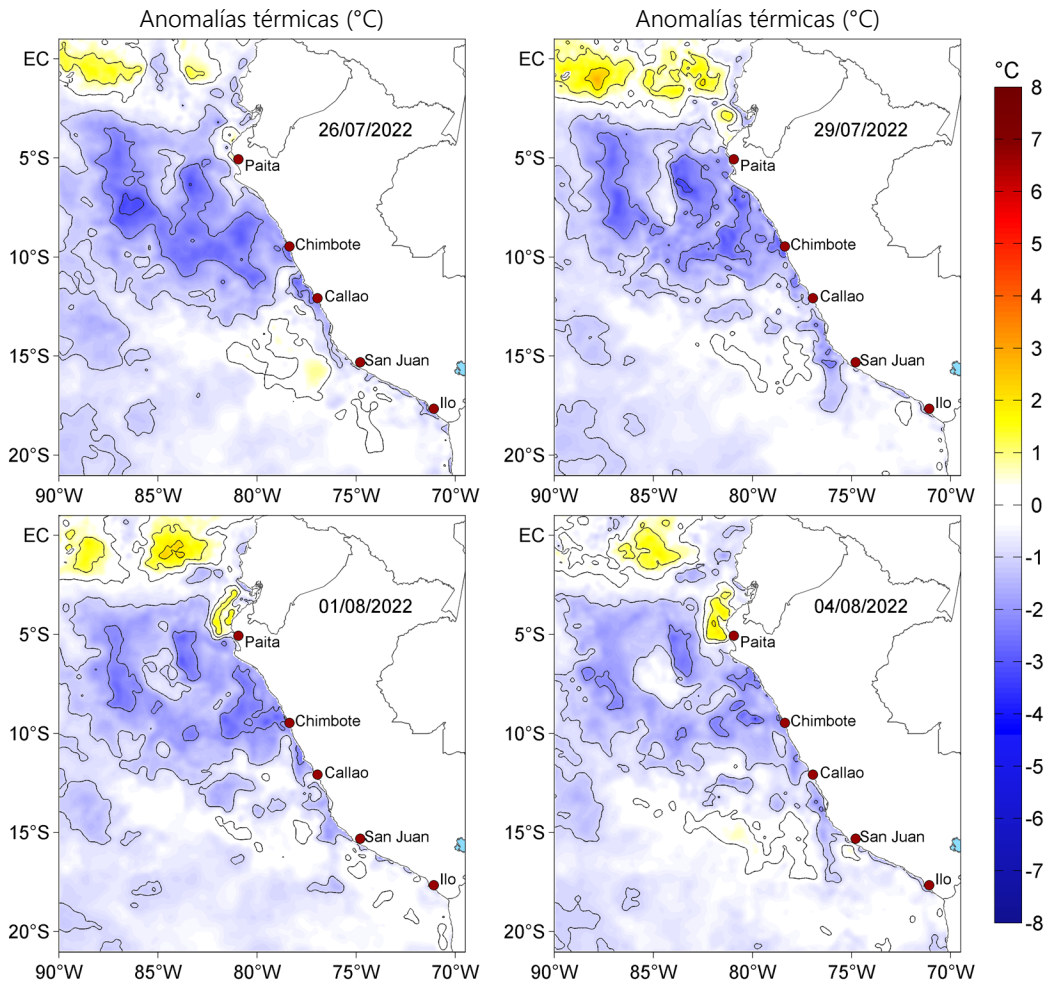 Anomalías térmicas (°C)
Anomalías térmicas (°C)
°C
8
7
6
5
4
3
2
1
0
-1
-2
-3
-4
-5
-6
-7
-8
EC
5°S
10°S
15°S
20°S
90°W
85°W
80°W
75°W
70°W
26/07/2022
Paita
Chimbote
Callao
San Juan
Ilo
EC
5°S
10°S
15°S
20°S
90°W
85°W
80°W
75°W
70°W
29/07/2022
Paita
Chimbote
Callao
San Juan
Ilo
EC
5°S
10°S
15°S
20°S
90°W
85°W
80°W
75°W
70°W
01/08/2022
Paita
Chimbote
Callao
San Juan
Ilo
EC
5°S
10°S
15°S
20°S
90°W
85°W
80°W
75°W
70°W
04/08/2022
Paita
Chimbote
Callao
San Juan
Ilo